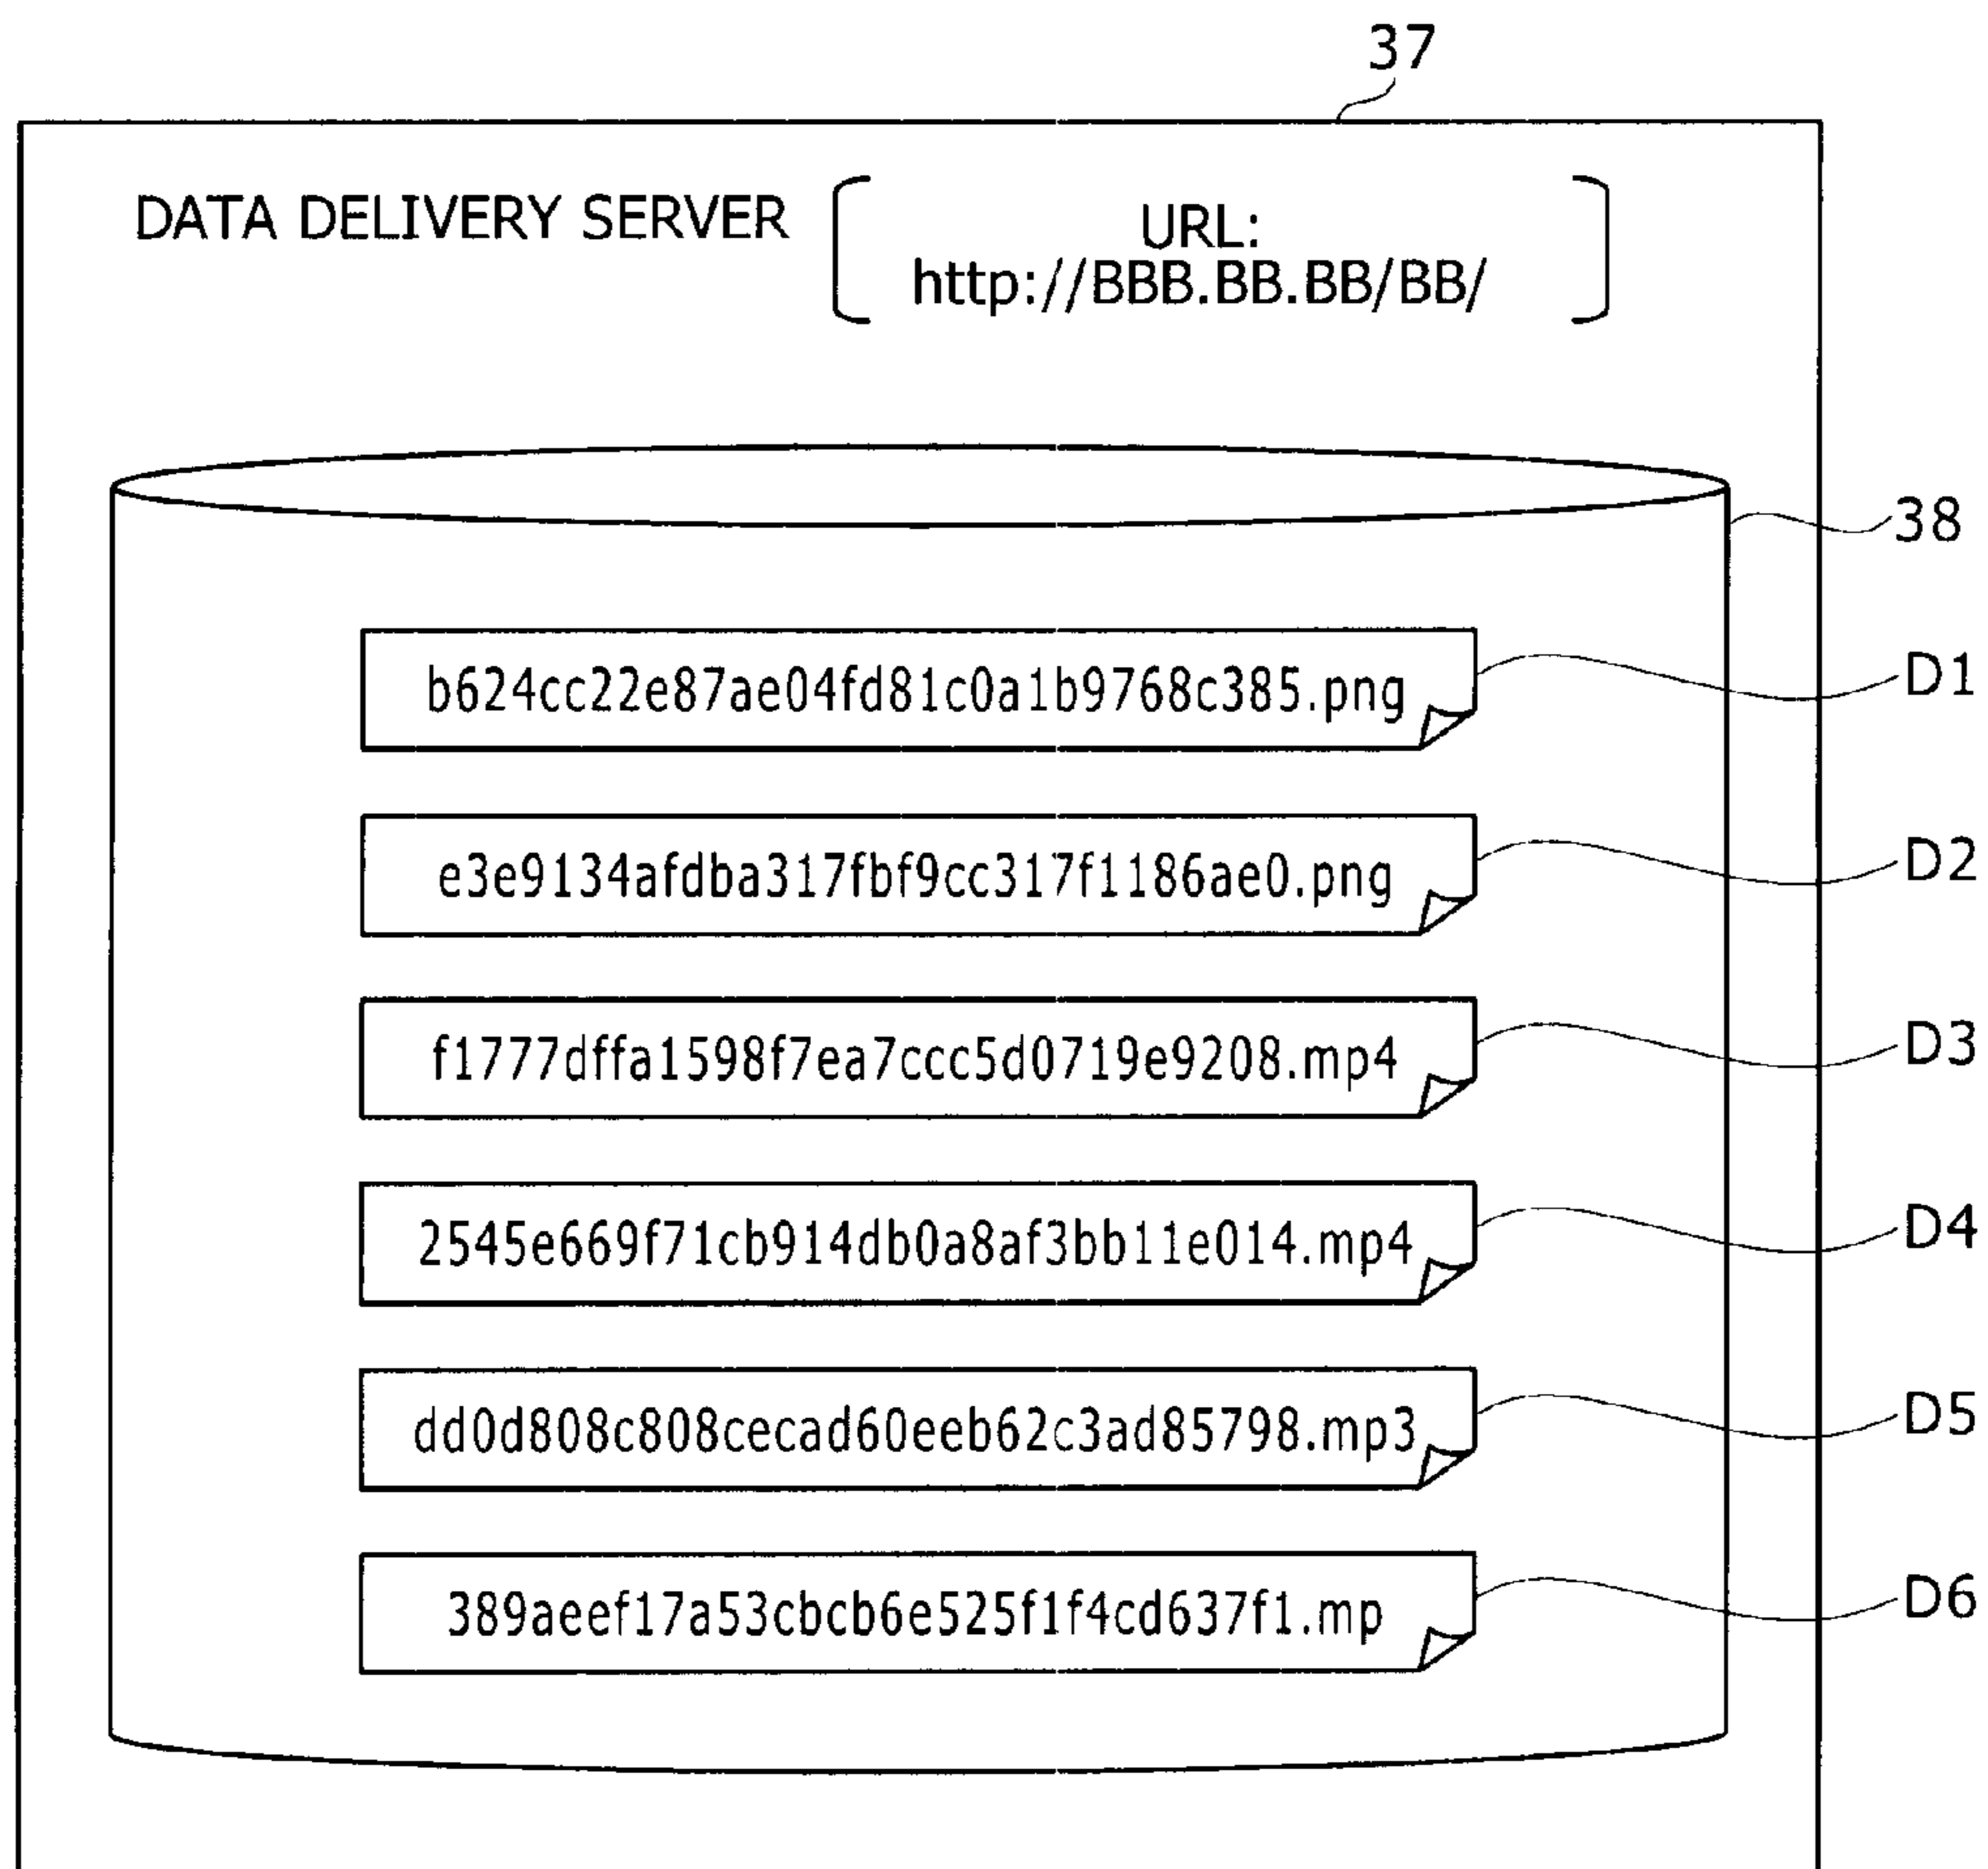 37
DATA DELIVERY SERVER
URL:
http://BBB.BB.BB/BB/
38
b624cc22e87ae04fd81c0a1b9768c385.png
D1
e3e9134afdba317fbf9cc317f1186ae0.png
D2
f1777dffa1598f7ea7ccc5d0719e9208.mp4
D3
2545e669f71cb914db0a8af3bb11e014.mp4
D4
dd0d808c808cecad60eeb62c3ad85798.mp3
D5
389aeef17a53cbcb6e525f1f4cd637f1.mp
D6